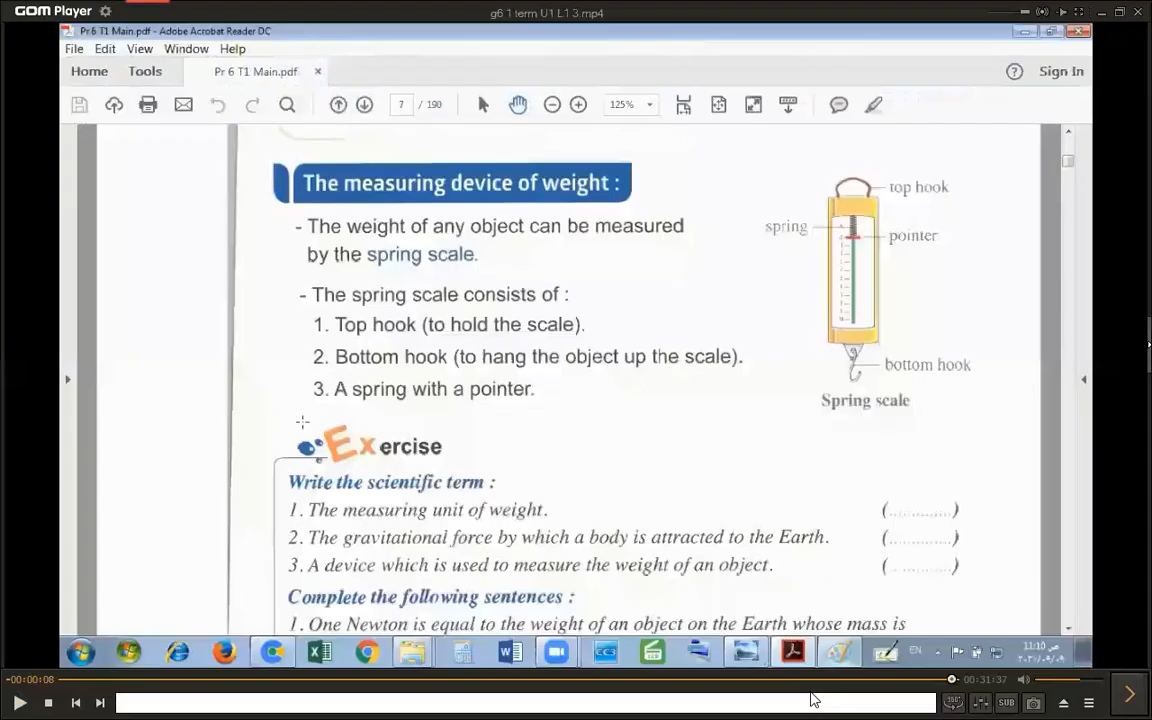 GOM Player
g6 1 term U1 L1 3.mp4
Pr 6 T1 Main.pdf - Adobe Acrobat Reader DC
File Edit View Window Help
Home Tools Pr 6 T1 Main.pdf × Sign In
7 / 190 125%
The measuring device of weight :
- The weight of any object can be measured
by the spring scale.
- The spring scale consists of :
1. Top hook (to hold the scale).
2. Bottom hook (to hang the object up the scale).
3. A spring with a pointer.
top hook
spring
pointer
bottom hook
Spring scale
Exercise
Write the scientific term :
1. The measuring unit of weight. (.............)
2. The gravitational force by which a body is attracted to the Earth. (.............)
3. A device which is used to measure the weight of an object. (.............)
Complete the following sentences :
1. One Newton is equal to the weight of an object on the Earth whose mass is
EN
11:10 ص
-00:00:08
00:31:37
360°
SUB